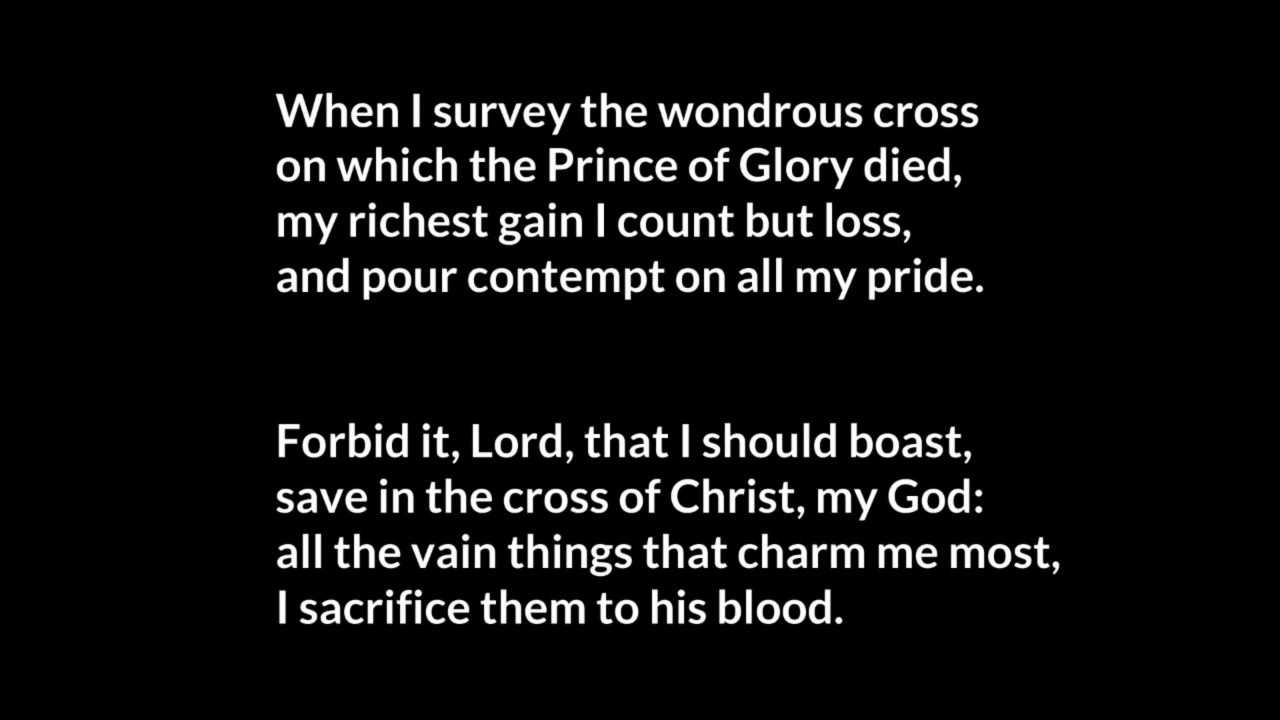 When I survey the wondrous cross
on which the Prince of Glory died,
my richest gain I count but loss,
and pour contempt on all my pride.
Forbid it, Lord, that I should boast,
save in the cross of Christ, my God:
all the vain things that charm me most,
I sacrifice them to his blood.